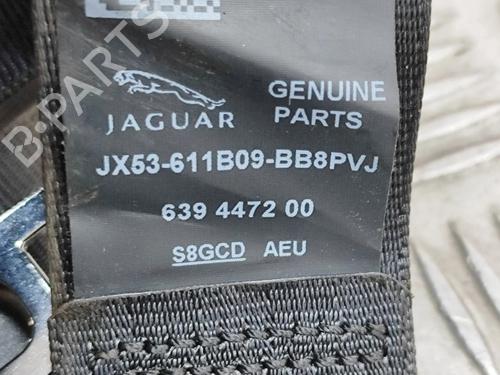 GENUINE
JAGUAR PARTS
JX53-611B09-BB8PVJ
639 4472 00
S8GCD AEU
B-PARTS